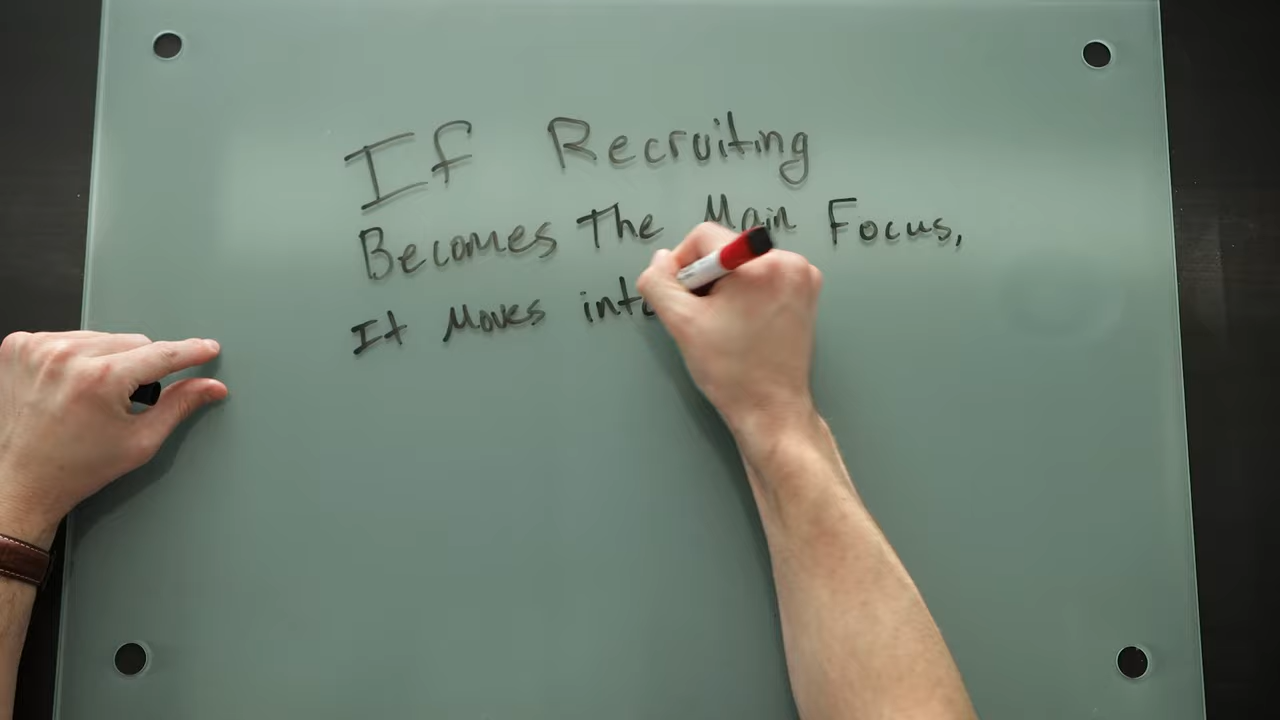 If Recruiting
Becomes The Main Focus,
It Moves into